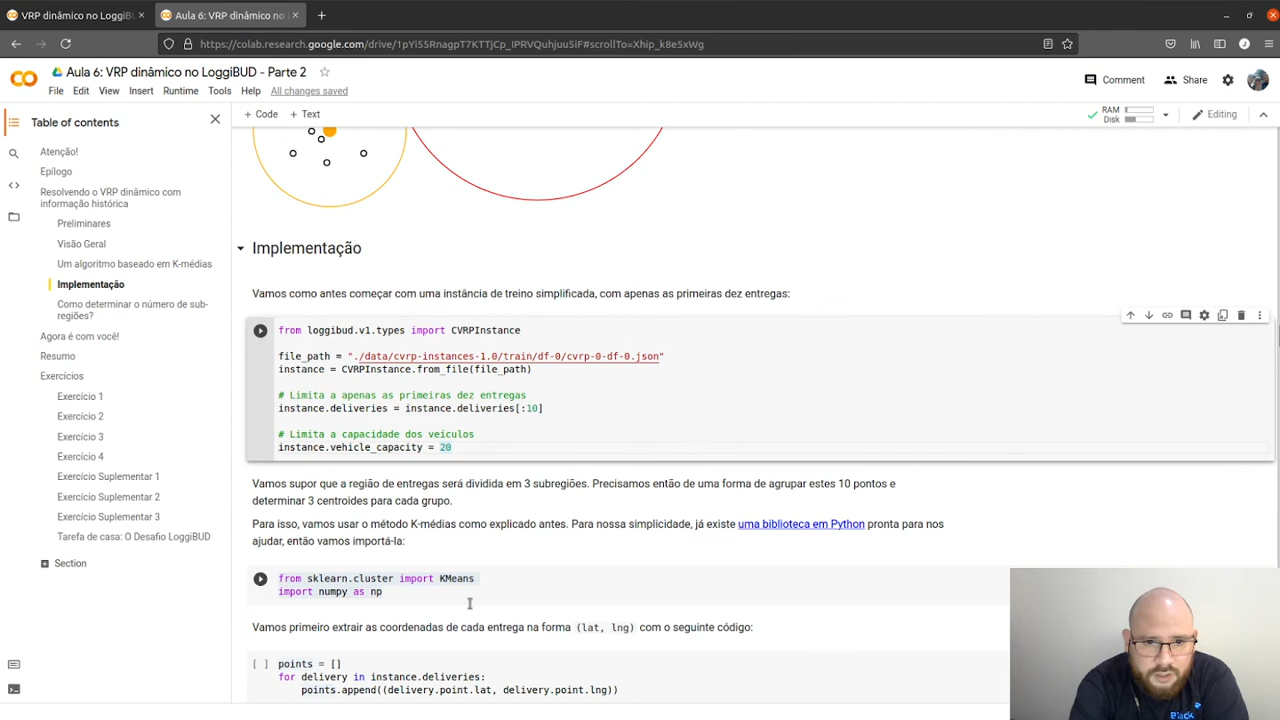 VRP dinâmico no LoggiBU
Aula 6: VRP dinâmico no
https://colab.research.google.com/drive/1pYi55RnagpT7KTTjCp_IPRVQuhjuu5iF#scrollTo=Xhip_k8e5xWg
Aula 6: VRP dinâmico no LoggiBUD - Parte 2
Comment
Share
File Edit View Insert Runtime Tools Help All changes saved
Table of contents
+ Code + Text
RAM
Disk
Editing
Atenção!
Epílogo
Resolvendo o VRP dinâmico com
informação histórica
Preliminares
Visão Geral
Um algoritmo baseado em K-médias
Implementação
Como determinar o número de sub-
regiões?
Agora é com você!
Resumo
Exercícios
Exercício 1
Exercício 2
Exercício 3
Exercício 4
Exercício Suplementar 1
Exercício Suplementar 2
Exercício Suplementar 3
Tarefa de casa: O Desafio LoggiBUD
Section
Implementação
Vamos como antes começar com uma instância de treino simplificada, com apenas as primeiras dez entregas:
from loggibud.v1.types import CVRPInstance
file_path = "./data/cvrp-instances-1.0/train/df-0/cvrp-0-df-0.json"
instance = CVRPInstance.from_file(file_path)
# Limita a apenas as primeiras dez entregas
instance.deliveries = instance.deliveries[:10]
# Limita a capacidade dos veículos
instance.vehicle_capacity = 20
Vamos supor que a região de entregas será dividida em 3 subregiões. Precisamos então de uma forma de agrupar estes 10 pontos e
determinar 3 centroides para cada grupo.
Para isso, vamos usar o método K-médias como explicado antes. Para nossa simplicidade, já existe uma biblioteca em Python pronta para nos
ajudar, então vamos importá-la:
from sklearn.cluster import KMeans
import numpy as np
Vamos primeiro extrair as coordenadas de cada entrega na forma (lat, lng) com o seguinte código:
[ ] points = []
for delivery in instance.deliveries:
points.append((delivery.point.lat, delivery.point.lng))
Black